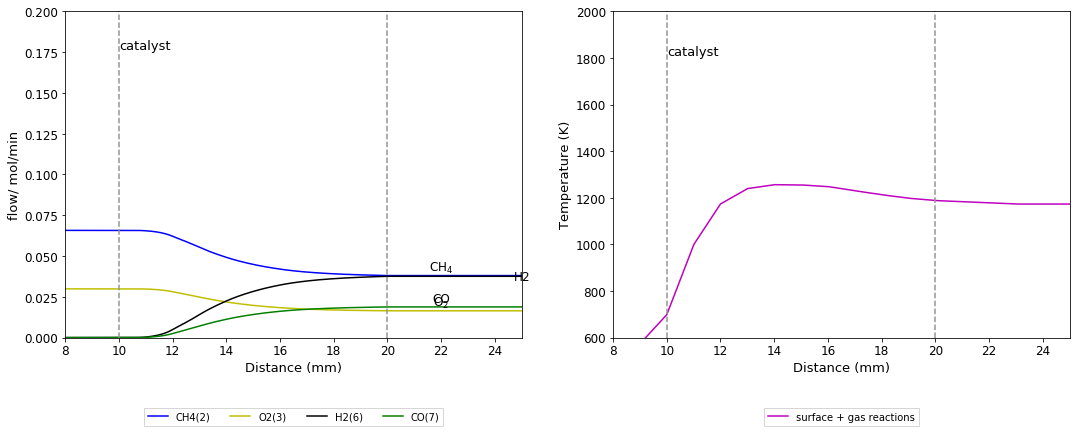 0.200
0.175
0.150
0.125
0.100
0.075
0.050
0.025
0.000
flow/ mol/min
catalyst
CH4
H2
CO
O2
8 10 12 14 16 18 20 22 24
Distance (mm)
CH4(2) O2(3) H2(6) CO(7)
2000
1800
1600
1400
1200
1000
800
600
Temperature (K)
catalyst
8 10 12 14 16 18 20 22 24
Distance (mm)
surface + gas reactions